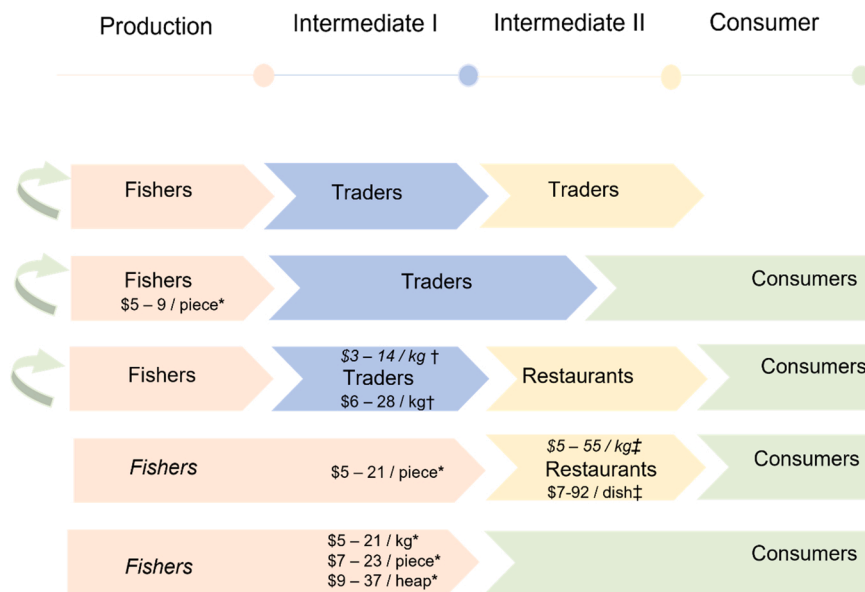 Production Intermediate I Intermediate II Consumer
Fishers Traders Traders
Fishers Traders Consumers
$5 – 9 / piece*
$3 – 14 / kg †
Fishers Traders Restaurants Consumers
$6 – 28 / kg†
$5 – 55 / kg‡
Fishers $5 – 21 / piece* Restaurants Consumers
$7-92 / dish‡
$5 – 21 / kg*
Fishers $7 – 23 / piece* Consumers
$9 – 37 / heap*